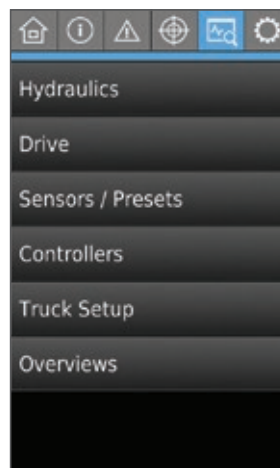 Hydraulics
Drive
Sensors / Presets
Controllers
Truck Setup
Overviews